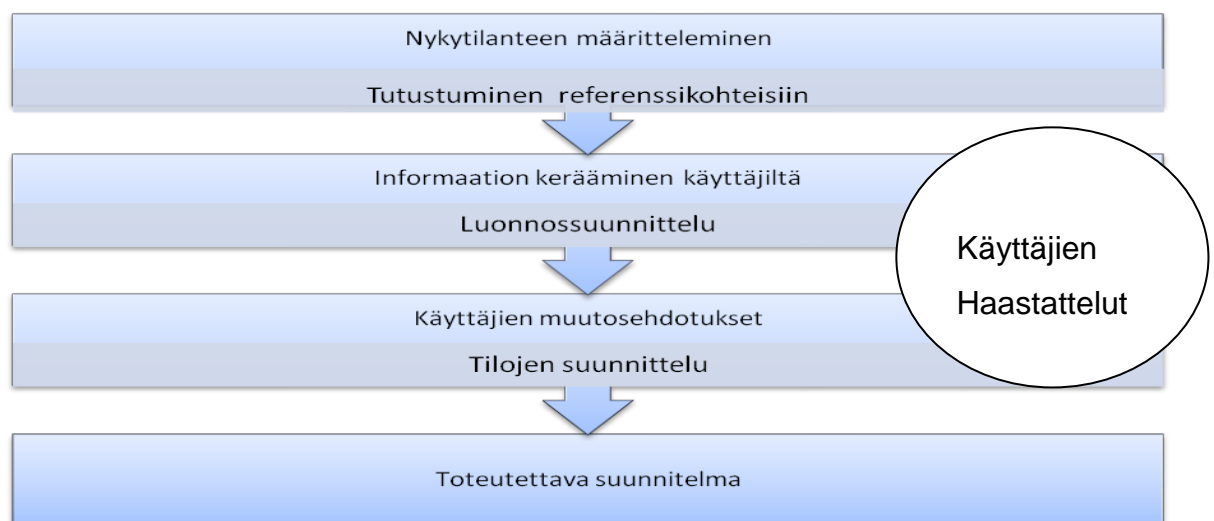 Nykytilanteen määritteleminen
Tutustuminen referenssikohteisiin
Informaation kerääminen käyttäjiltä
Luonnossuunnittelu
Käyttäjien
Haastattelut
Käyttäjien muutosehdotukset
Tilojen suunnittelu
Toteutettava suunnitelma